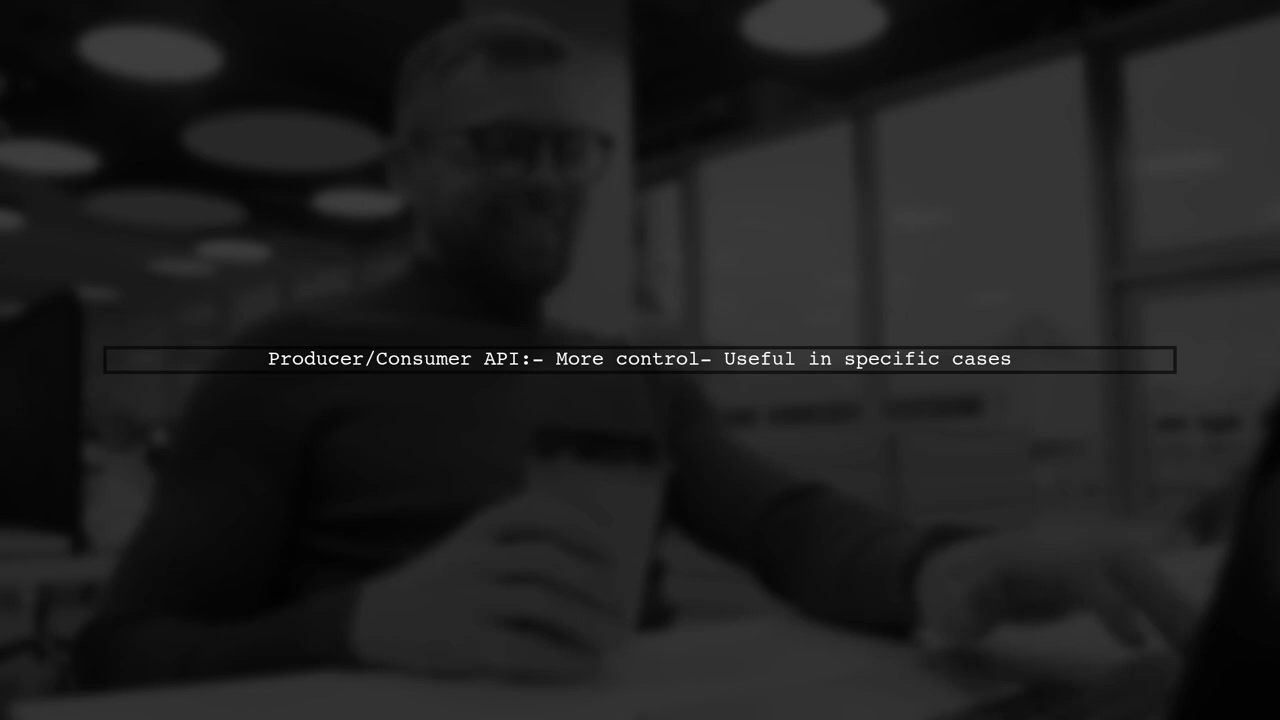 Producer/Consumer API:- More control- Useful in specific cases